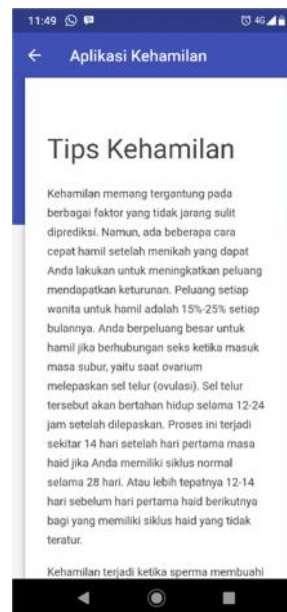 11:49 4G
Aplikasi Kehamilan
Tips Kehamilan
Kehamilan memang tergantung pada
berbagai faktor yang tidak jarang sulit
diprediksi. Namun, ada beberapa cara
cepat hamil setelah menikah yang dapat
Anda lakukan untuk meningkatkan peluang
mendapatkan keturunan. Peluang setiap
wanita untuk hamil adalah 15%-25% setiap
bulannya. Anda berpeluang besar untuk
hamil jika berhubungan seks ketika masuk
masa subur, yaitu saat ovarium
melepaskan sel telur (ovulasi). Sel telur
tersebut akan bertahan hidup selama 12-24
jam setelah dilepaskan. Proses ini terjadi
sekitar 14 hari setelah hari pertama masa
haid jika Anda memiliki siklus normal
selama 28 hari. Atau lebih tepatnya 12-14
hari sebelum hari pertama haid berikutnya
bagi yang memiliki siklus haid yang tidak
teratur.
Kehamilan terjadi ketika sperma membuahi